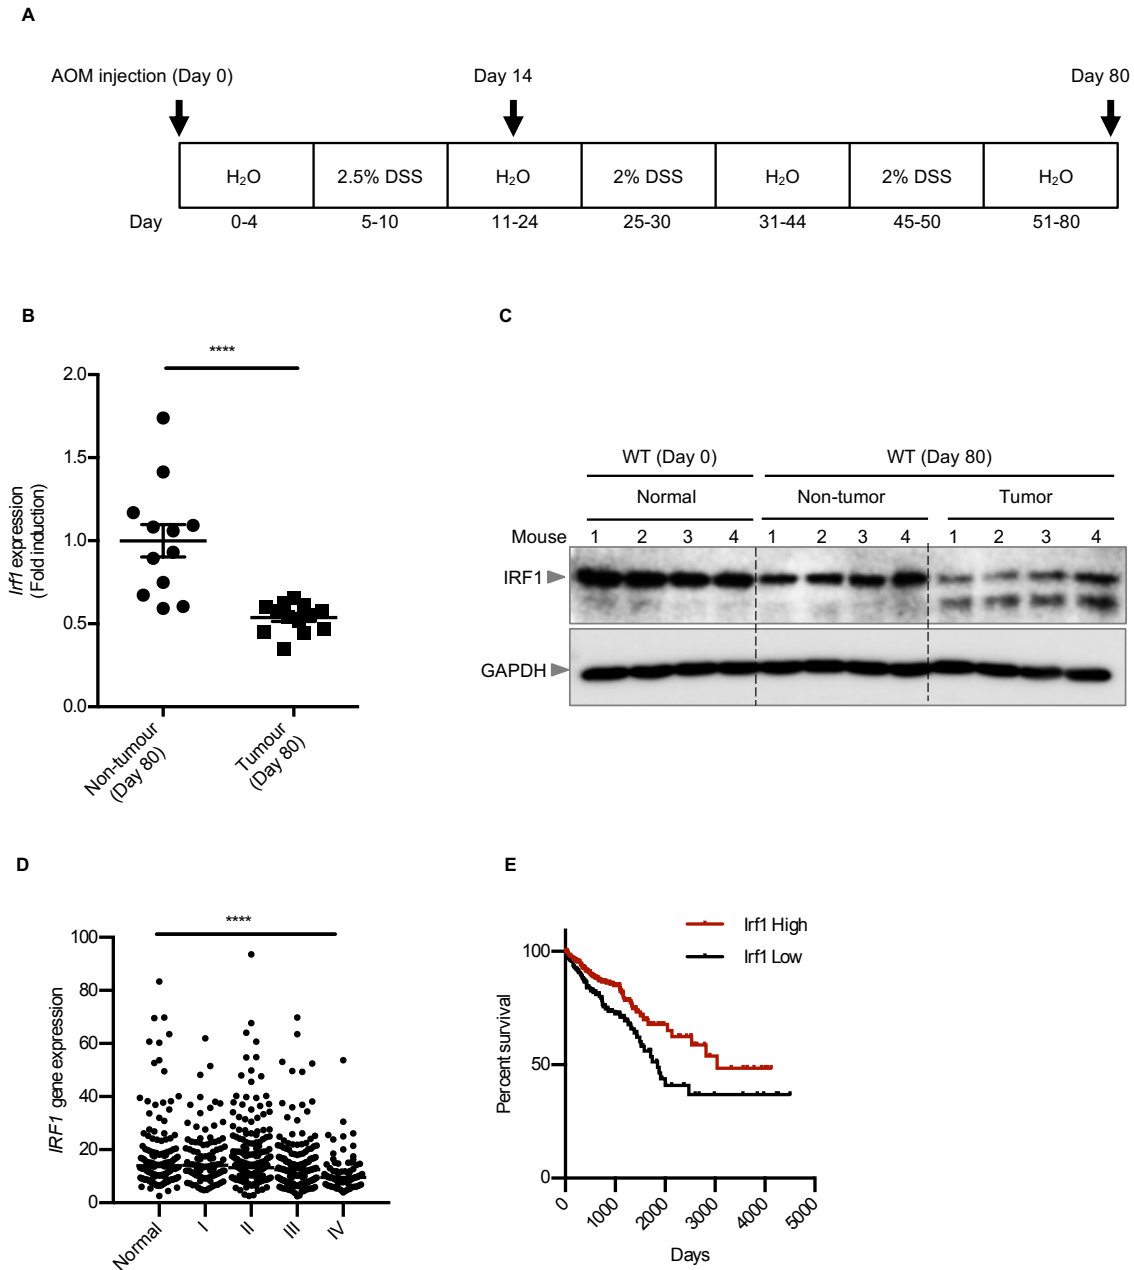 A
AOM injection (Day 0)
Day 14
Day 80
H₂O
2.5% DSS
H₂O
2% DSS
H₂O
2% DSS
H₂O
Day
0-4
5-10
11-24
25-30
31-44
45-50
51-80
B
****
2.0
1.5
1.0
0.5
0.0
Irf1 expression
(Fold induction)
Non-tumour
(Day 80)
Tumour
(Day 80)
C
WT (Day 0)
WT (Day 80)
Normal
Non-tumor
Tumor
Mouse 1 2 3 4 1 2 3 4 1 2 3 4
IRF1
GAPDH
D
****
100
80
60
40
20
0
IRF1 gene expression
Normal
I
II
III
IV
E
Irf1 High
Irf1 Low
100
50
0
Percent survival
0
1000
2000
3000
4000
5000
Days